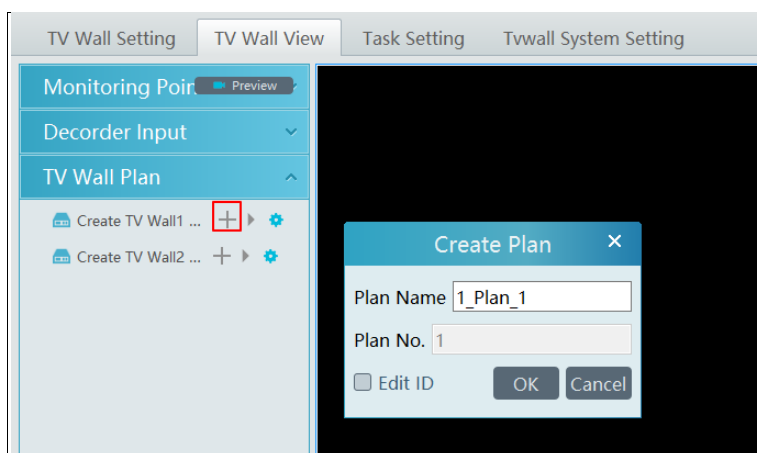 TV Wall Setting TV Wall View Task Setting Tvwall System Setting
Monitoring Poin Preview
Decorder Input
TV Wall Plan
Create TV Wall1 ...
Create TV Wall2 ...
Create Plan
Plan Name 1_Plan_1
Plan No. 1
Edit ID OK Cancel